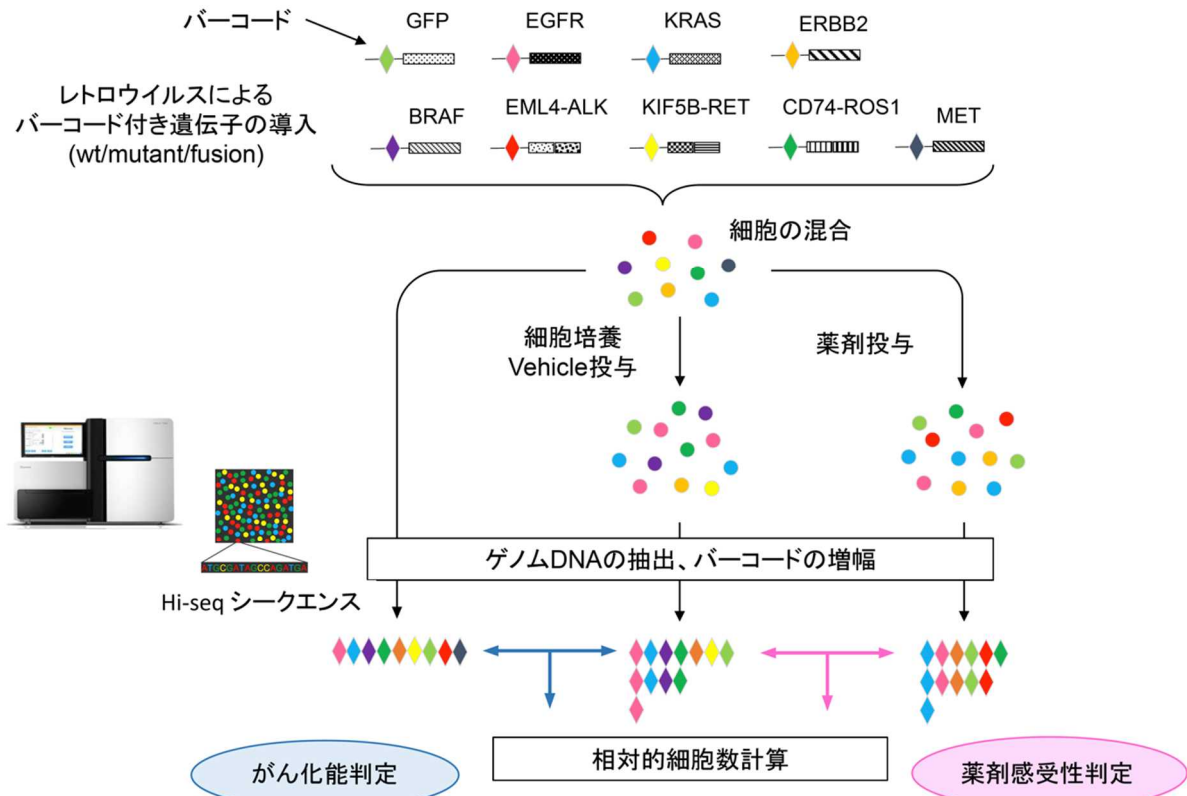 バーコード
GFP
EGFR
KRAS
ERBB2
レトロウイルスによる
バーコード付き遺伝子の導入
(wt/mutant/fusion)
BRAF
EML4-ALK
KIF5B-RET
CD74-ROS1
MET
細胞の混合
細胞培養
Vehicle投与
薬剤投与
ATGCGATAGCCAGATGA
ゲノムDNAの抽出、バーコードの増幅
Hi-seq シークエンス
相対的細胞数計算
がん化能判定
薬剤感受性判定